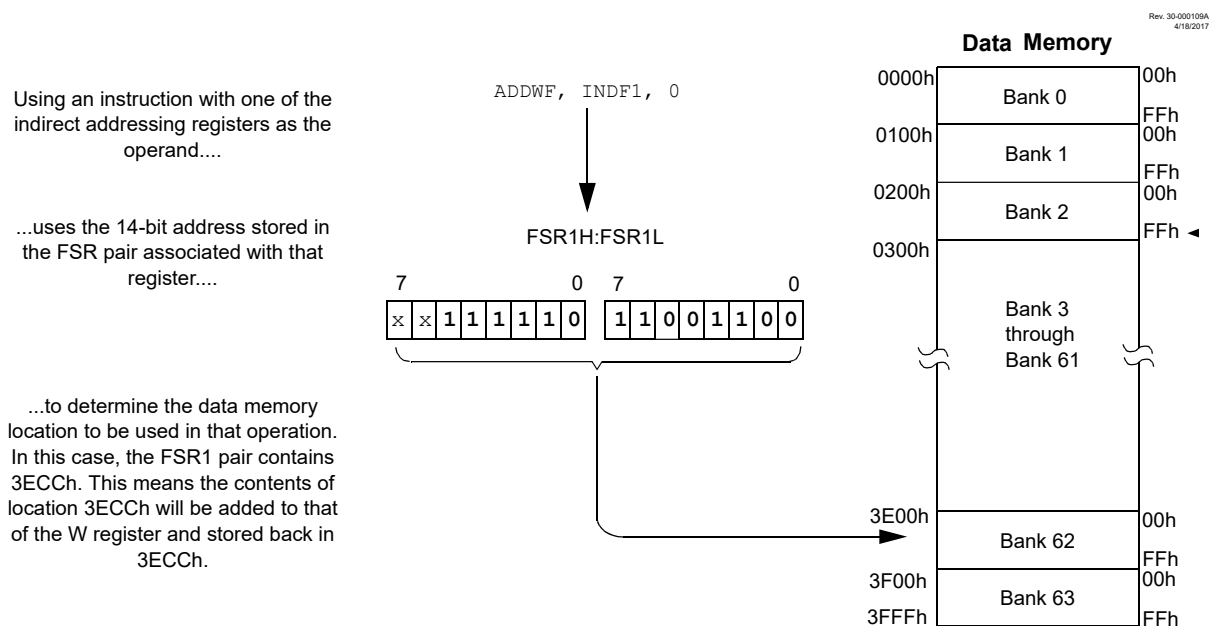 Rev. 30-000109A
4/18/2017
Data Memory
Using an instruction with one of the
indirect addressing registers as the
operand....
ADDWF, INDF1, 0
...uses the 14-bit address stored in
the FSR pair associated with that
register....
FSR1H:FSR1L
7 0 7 0
x x 1 1 1 1 1 0 1 1 0 0 1 1 0 0
...to determine the data memory
location to be used in that operation.
In this case, the FSR1 pair contains
3ECCh. This means the contents of
location 3ECCh will be added to that
of the W register and stored back in
3ECCh.
0000h 00h
Bank 0
FFh
0100h 00h
Bank 1
FFh
0200h 00h
Bank 2
FFh
0300h
Bank 3
through
Bank 61
3E00h 00h
Bank 62
FFh
3F00h 00h
Bank 63
3FFFh FFh